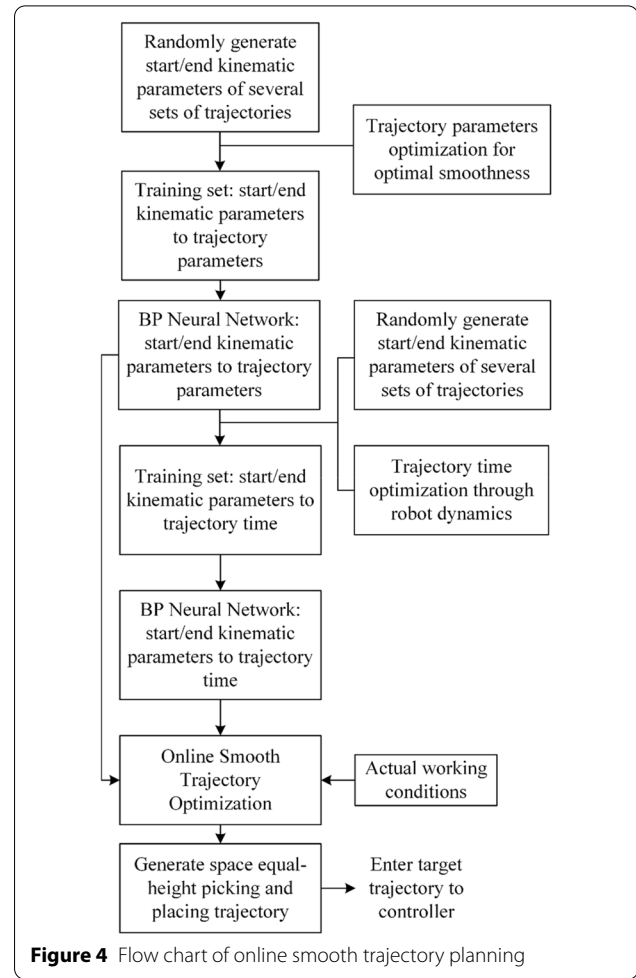 Randomly generate
start/end kinematic
parameters of several
sets of trajectories
Trajectory parameters
optimization for
optimal smoothness
Training set: start/end
kinematic parameters
to trajectory
parameters
BP Neural Network:
start/end kinematic
parameters to trajectory
parameters
Randomly generate
start/end kinematic
parameters of several
sets of trajectories
Training set: start/end
kinematic parameters to
trajectory time
Trajectory time
optimization through
robot dynamics
BP Neural Network:
start/end kinematic
parameters to trajectory
time
Online Smooth
Trajectory
Optimization
Actual working
conditions
Generate space equal-
height picking and
placing trajectory
Enter target
trajectory to
controller
Figure 4 Flow chart of online smooth trajectory planning